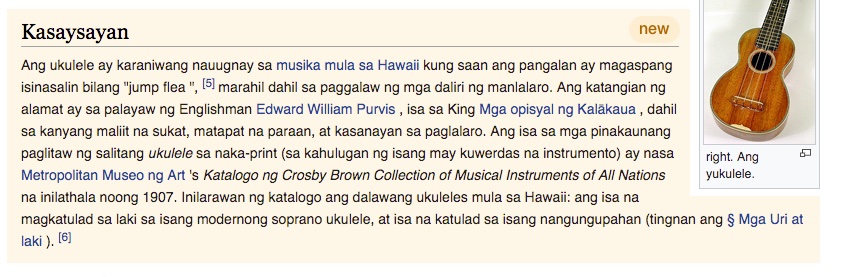 Kasaysayan
new
Ang ukulele ay karaniwang nauugnay sa musika mula sa Hawaii kung saan ang pangalan ay magaspang
isinasalin bilang "jump flea ", [5] marahil dahil sa paggalaw ng mga daliri ng manlalaro. Ang katangian ng
alamat ay sa palayaw ng Englishman Edward William Purvis , isa sa King Mga opisyal ng Kalākaua , dahil
sa kanyang maliit na sukat, matapat na paraan, at kasanayan sa paglalaro. Ang isa sa mga pinakaunang
paglitaw ng salitang ukulele sa naka-print (sa kahulugan ng isang may kuwerdas na instrumento) ay nasa
Metropolitan Museo ng Art 's Katalogo ng Crosby Brown Collection of Musical Instruments of All Nations
na inilathala noong 1907. Inilarawan ng katalogo ang dalawang ukuleles mula sa Hawaii: ang isa na
magkatulad sa laki sa isang modernong soprano ukulele, at isa na katulad sa isang nangungupahan (tingnan ang § Mga Uri at
laki ). [6]
right. Ang
yukulele.